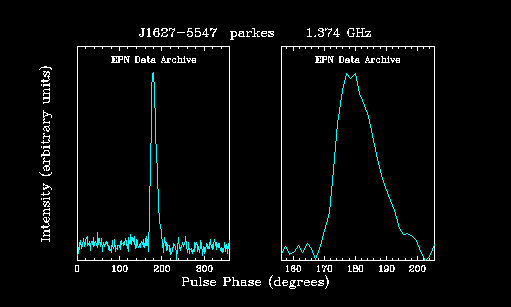 J1627-5547 parkes 1.374 GHz
EPN Data Archive EPN Data Archive
Intensity (arbitrary units)
0 100 200 300 160 170 180 190 200
Pulse Phase (degrees)